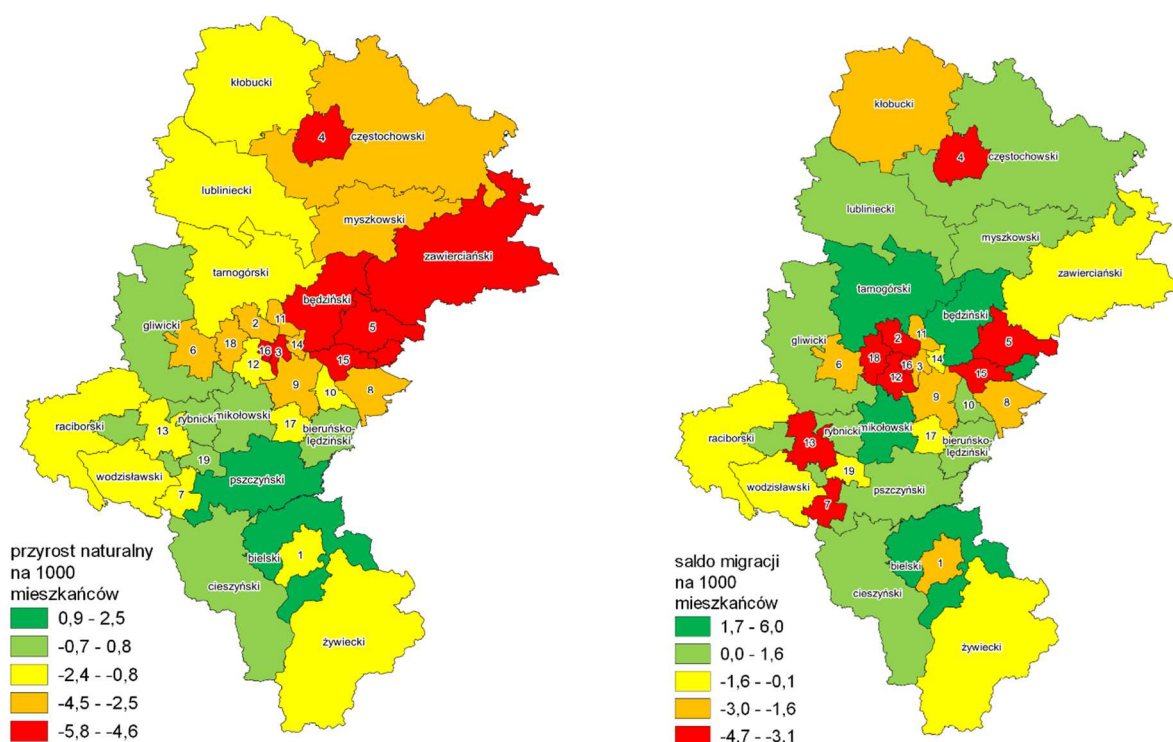 kłobucki
4
częstochowski
lubliniecki
myszkowski
zawierciański
tarnogórski
będziński
gliwicki
2
11
5
6
18
16
3
14
12
15
9
10
8
raciborski
13
rybnicki
mikołowski
17
bieruńsko-
lędziński
19
wodzisławski
pszczyński
7
bielski
1
cieszyński
żywiecki
przyrost naturalny
na 1000
mieszkańców
0,9 - 2,5
-0,7 - 0,8
-2,4 - -0,8
-4,5 - -2,5
-5,8 - -4,6
kłobucki
4
częstochowski
lubliniecki
myszkowski
zawierciański
tarnogórski
będziński
gliwicki
2
11
5
6
18
16
3
14
12
15
9
10
8
raciborski
13
rybnicki
mikołowski
17
bieruńsko-
lędziński
19
wodzisławski
pszczyński
7
bielski
1
cieszyński
żywiecki
saldo migracji
na 1000
mieszkańców
1,7 - 6,0
0,0 - 1,6
-1,6 - -0,1
-3,0 - -1,6
-4,7 - -3,1